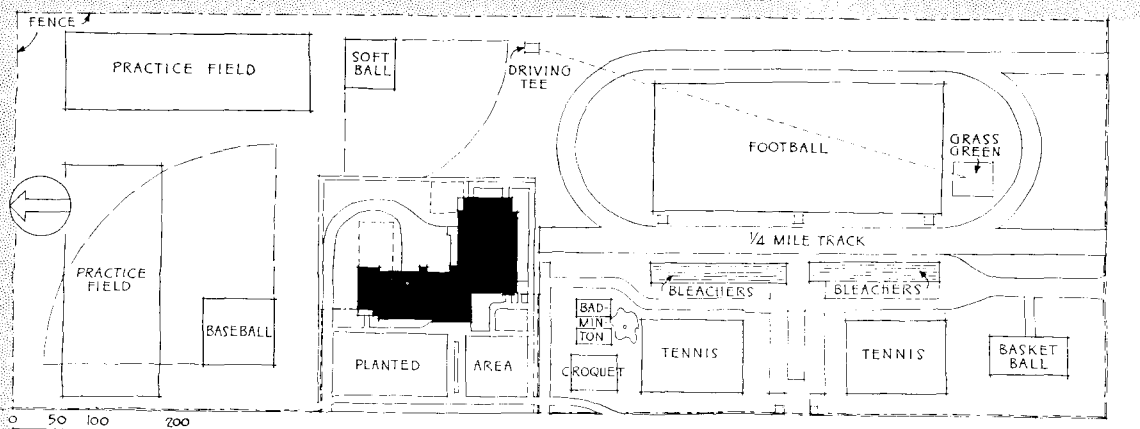 FENCE
PRACTICE FIELD
SOFT
BALL
DRIVING
TEE
FOOTBALL
GRASS
GREEN
1/4 MILE TRACK
PRACTICE
FIELD
BASEBALL
BLEACHERS
BLEACHERS
BAD-
MIN-
TON
PLANTED AREA
CROQUET
TENNIS
TENNIS
BASKET
BALL
0 50 100 200